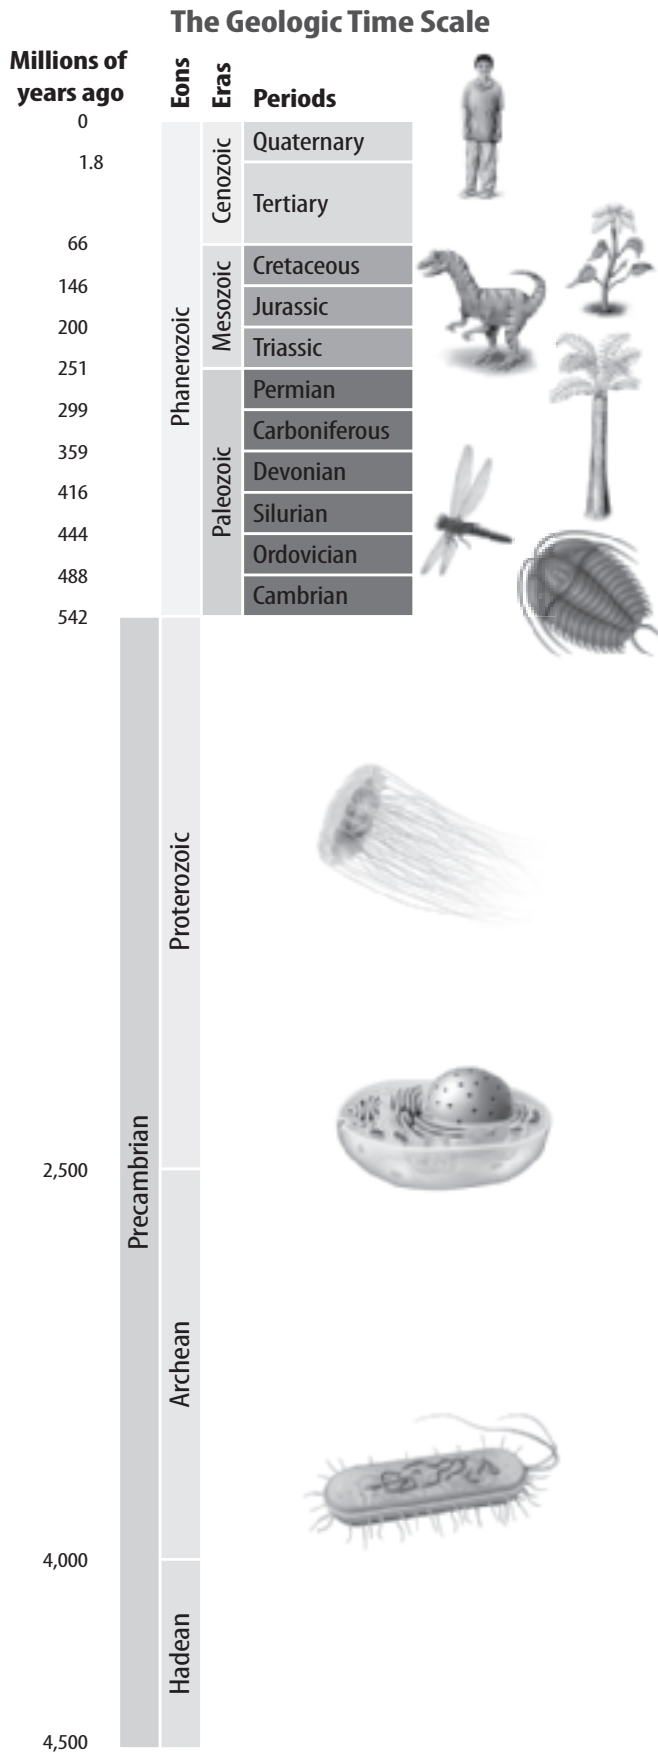 The Geologic Time Scale
Millions of
years ago
Eons
Eras
Periods
0
Quaternary
1.8
Cenozoic
Tertiary
66
Cretaceous
146
Mesozoic
Jurassic
200
Triassic
251
Phanerozoic
Permian
299
Carboniferous
359
Devonian
416
Paleozoic
Silurian
444
Ordovician
488
Cambrian
542
Proterozoic
Precambrian
2,500
Archean
4,000
Hadean
4,500